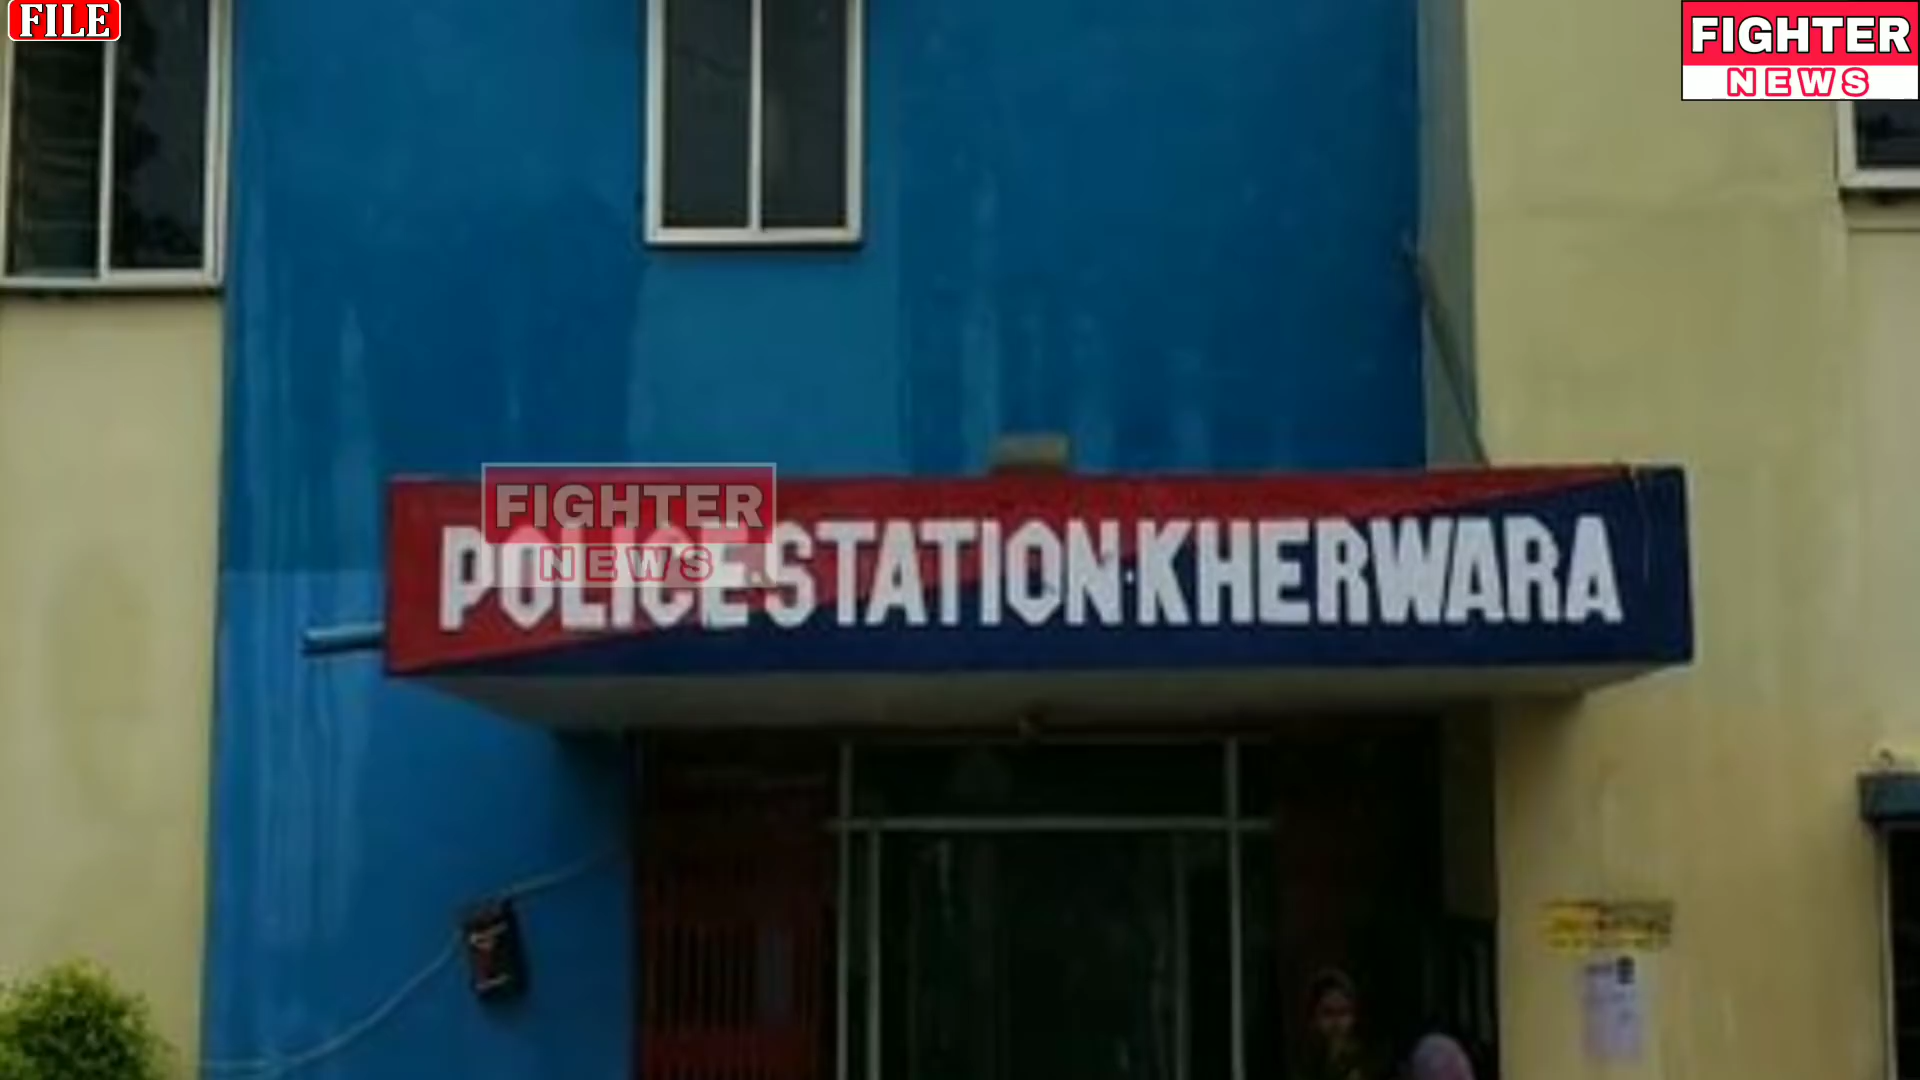 FILE
FIGHTER
NEWS
FIGHTER
NEWS
POLICE·STATION·KHERWARA